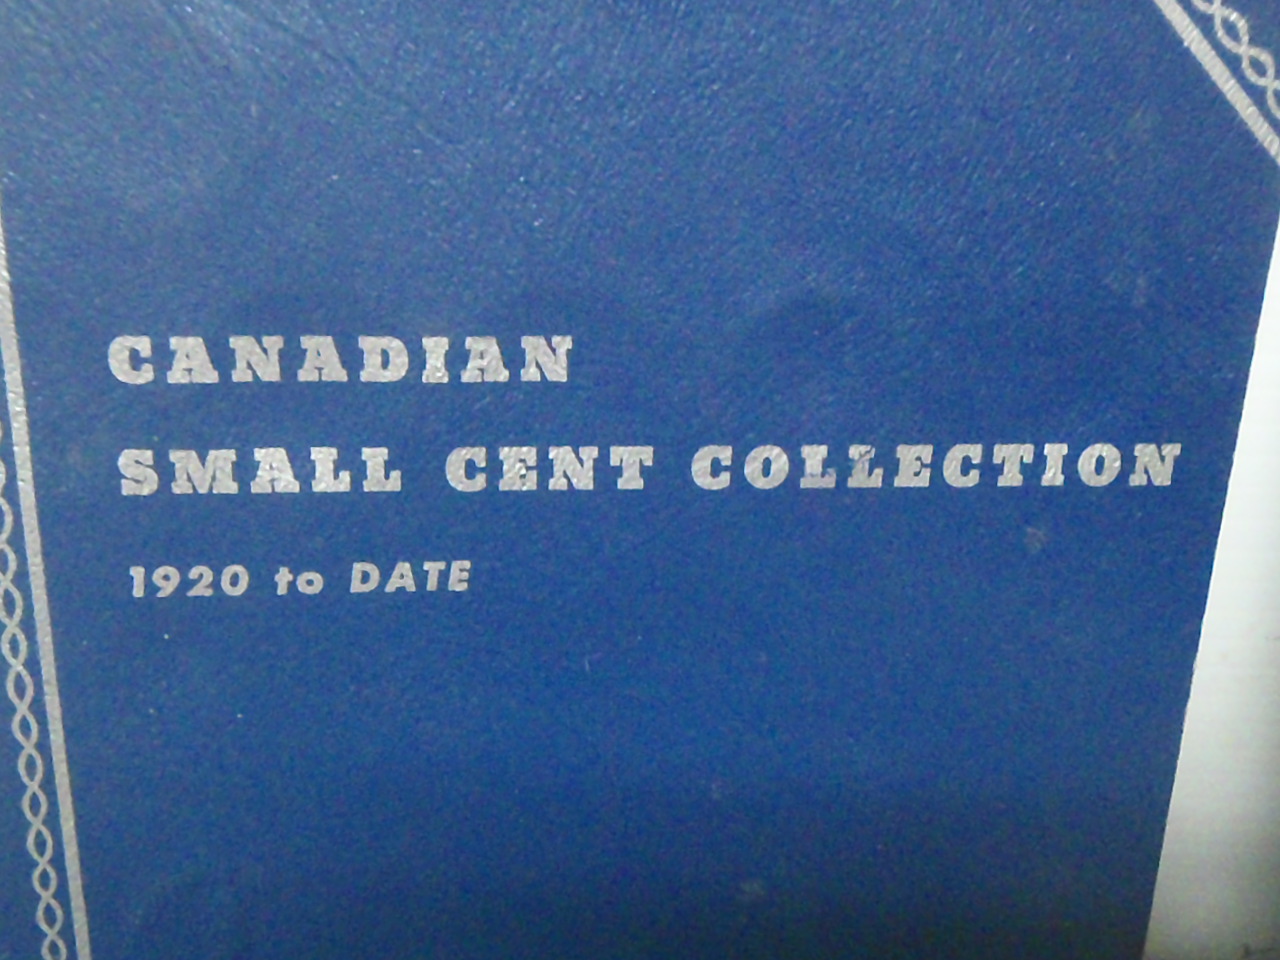 CANADIAN
SMALL CENT COLLECTION
1920 to DATE